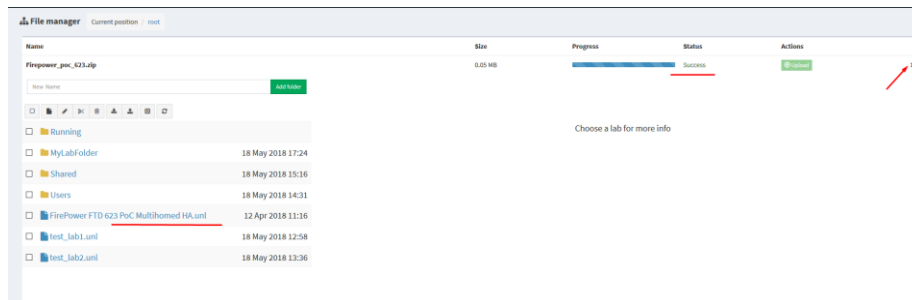 File manager Current position / root
Name Size Progress Status Actions
Firepower_poc_623.zip 0.05 MB Success Upload
New Name Add folder
Running
Choose a lab for more info
MyLabFolder 18 May 2018 17:24
Shared 18 May 2018 15:16
Users 18 May 2018 14:31
FirePower FTD 623 PoC Multihomed HA.unl 12 Apr 2018 11:16
test_lab1.unl 18 May 2018 12:58
test_lab2.unl 18 May 2018 13:36